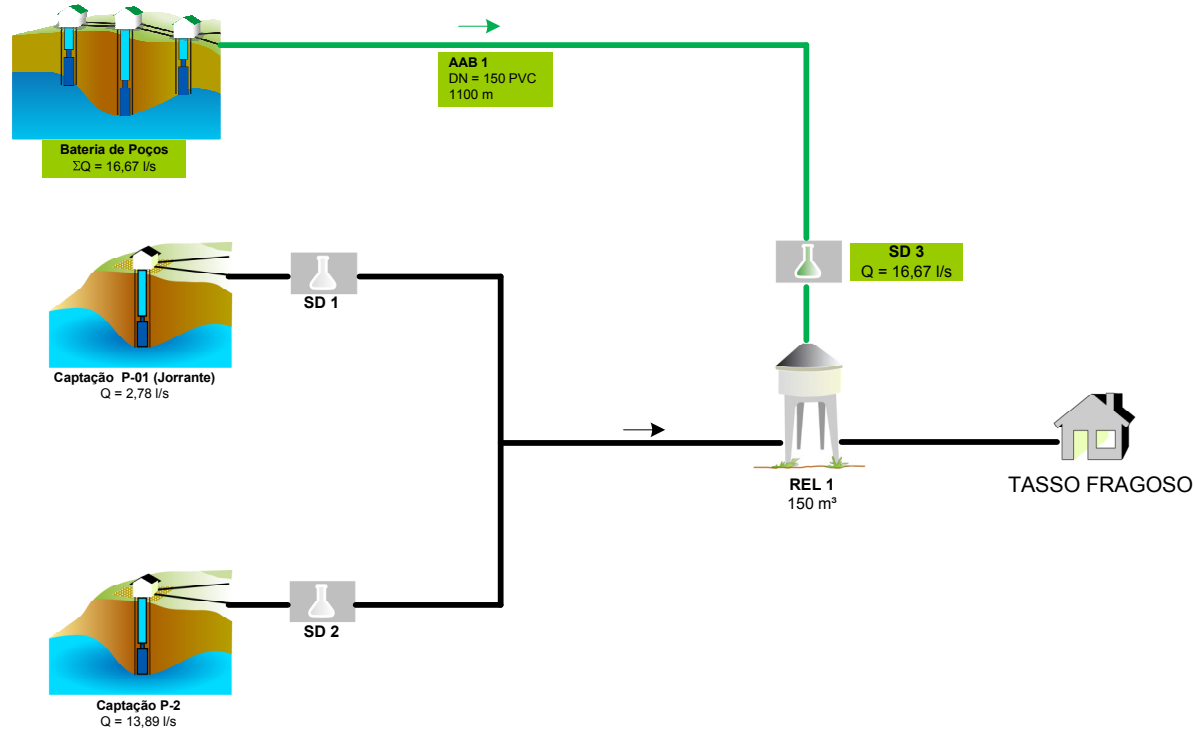 AAB 1
DN = 150 PVC
1100 m
Bateria de Poços
ΣQ = 16,67 l/s
SD 3
Q = 16,67 l/s
SD 1
Captação P-01 (Jorrante)
Q = 2,78 l/s
REL 1
150 m³
TASSO FRAGOSO
SD 2
Captação P-2
Q = 13,89 l/s